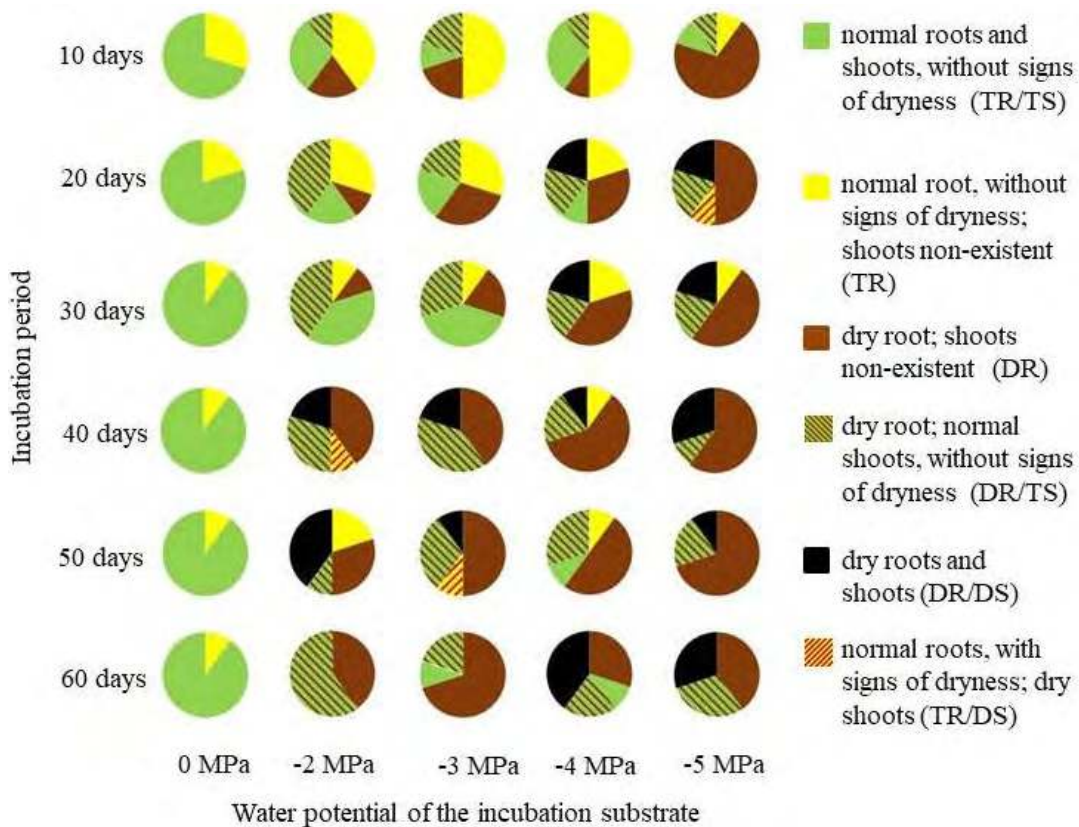 10 days
20 days
30 days
40 days
50 days
60 days
Incubation period
0 MPa
-2 MPa
-3 MPa
-4 MPa
-5 MPa
Water potential of the incubation substrate
normal roots and
shoots, without signs
of dryness (TR/TS)
normal root, without
signs of dryness;
shoots non-existent
(TR)
dry root; shoots
non-existent (DR)
dry root; normal
shoots, without signs
of dryness (DR/TS)
dry roots and
shoots (DR/DS)
normal roots, with
signs of dryness; dry
shoots (TR/DS)